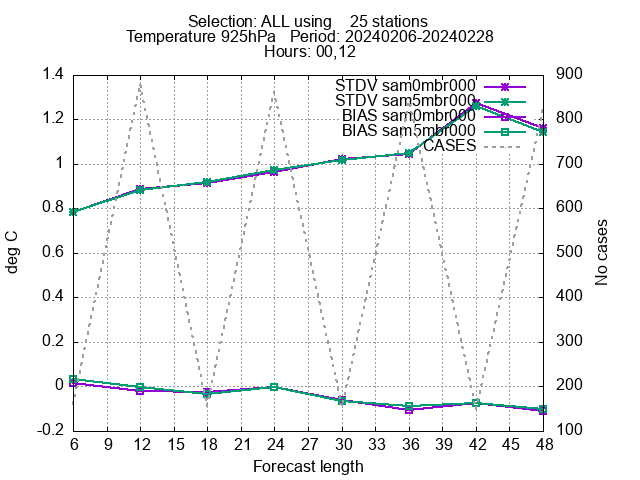 Selection: ALL using    25 stations
Temperature 925hPa   Period: 20240206-20240228
Hours: 00,12
STDV sam0mbr000
STDV sam5mbr000
BIAS sam0mbr000
BIAS sam5mbr000
CASES
deg C
1.4
1.2
1
0.8
0.6
0.4
0.2
0
-0.2
900
800
700
600
500
400
300
200
100
No cases
6 9 12 15 18 21 24 27 30 33 36 39 42 45 48
Forecast length